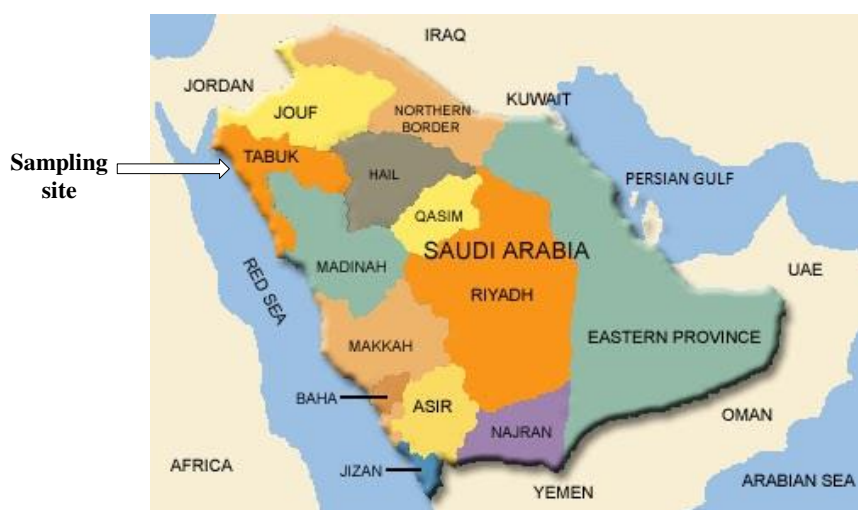 IRAQ
JORDAN
KUWAIT
JOUF
NORTHERN
BORDER
Sampling
site
TABUK
HAIL
PERSIAN GULF
QASIM
SAUDI ARABIA
MADINAH
UAE
RED SEA
RIYADH
EASTERN PROVINCE
MAKKAH
BAHA
ASIR
OMAN
NAJRAN
AFRICA
JIZAN
ARABIAN SEA
YEMEN